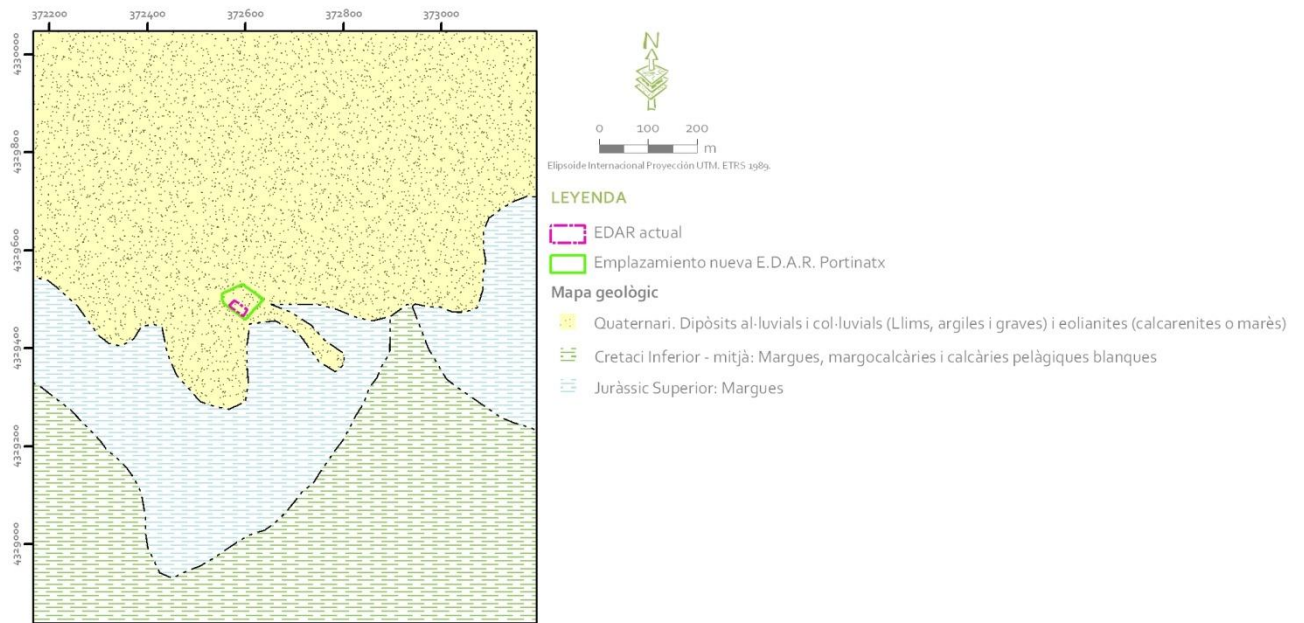 372200 372400 372600 372800 373000
4330000
4329800
4329600
4329400
4329200
4329000
N
0 100 200
m
Elipsoide Internacional Proyección UTM. ETRS 1989.
LEYENDA
EDAR actual
Emplazamiento nueva E.D.A.R. Portinatx
Mapa geològic
Quaternari. Dipòsits al·luvials i col·luvials (Llims, argiles i graves) i eolianites (calcarenites o marès)
Cretaci Inferior - mitjà: Margues, margocalcàries i calcàries pelàgiques blanques
Juràssic Superior: Margues